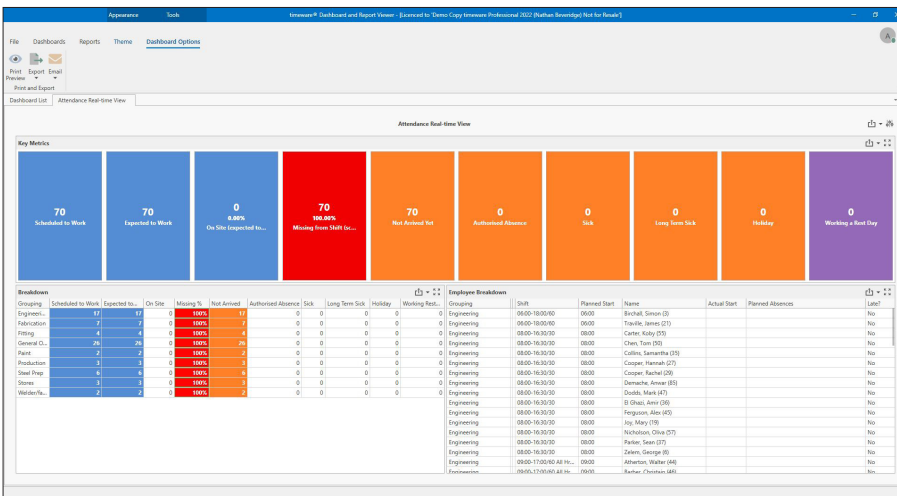 Appearance Tools timeware® Dashboard and Report Viewer - [Licenced to 'Demo Copy timeware Professional 2022 (Nathan Beveridge) Not for Resale']
File Dashboards Reports Theme Dashboard Options
A
Print Preview Export Email
Print and Export
Dashboard List Attendance Real-time View
Attendance Real-time View
Key Metrics
70 Scheduled to Work
70 Expected to Work
0 0.00% On Site (expected to...
70 100.00% Missing from Shift (sc...
70 Not Arrived Yet
0 Authorised Absence
0 Sick
0 Long Term Sick
0 Holiday
0 Working a Rest Day
Breakdown
Grouping Scheduled to Work Expected to... On Site Missing % Not Arrived Authorised Absence Sick Long Term Sick Holiday Working Rest...
Engineeri... 17 17 0 100% 17 0 0 0 0 0
Fabrication 7 7 0 100% 7 0 0 0 0 0
Fitting 4 4 0 100% 4 0 0 0 0 0
General O... 26 26 0 100% 26 0 0 0 0 0
Paint 2 2 0 100% 2 0 0 0 0 0
Production 3 3 0 100% 3 0 0 0 0 0
Steel Prep 6 6 0 100% 6 0 0 0 0 0
Stores 3 3 0 100% 3 0 0 0 0 0
Welder/fa... 2 2 0 100% 2 0 0 0 0 0
Employee Breakdown
Grouping Shift Planned Start Name Actual Start Planned Absences Late?
Engineering 06:00-18:00/60 06:00 Birchall, Simon (3) No
Engineering 06:00-18:00/60 06:00 Traville, James (21) No
Engineering 08:00-16:30/30 08:00 Carter, Koby (55) No
Engineering 08:00-16:30/30 08:00 Chen, Tom (50) No
Engineering 08:00-16:30/30 08:00 Collins, Samantha (35) No
Engineering 08:00-16:30/30 08:00 Cooper, Hannah (27) No
Engineering 08:00-16:30/30 08:00 Cooper, Rachel (29) No
Engineering 08:00-16:30/30 08:00 Demache, Anwar (65) No
Engineering 08:00-16:30/30 08:00 Dodds, Mark (47) No
Engineering 08:00-16:30/30 08:00 El Ghazi, Amir (36) No
Engineering 08:00-16:30/30 08:00 Ferguson, Alex (45) No
Engineering 08:00-16:30/30 08:00 Joy, Mary (19) No
Engineering 08:00-16:30/30 08:00 Nicholson, Oliva (57) No
Engineering 08:00-16:30/30 08:00 Parker, Sean (37) No
Engineering 08:00-16:30/30 08:00 Zelem, George (6) No
Engineering 09:00-17:00/60 All Hr... 09:00 Atherton, Walter (44) No
Engineering 09:00-17:00/60 All Hr... 09:00 Barber, Christein (46) No